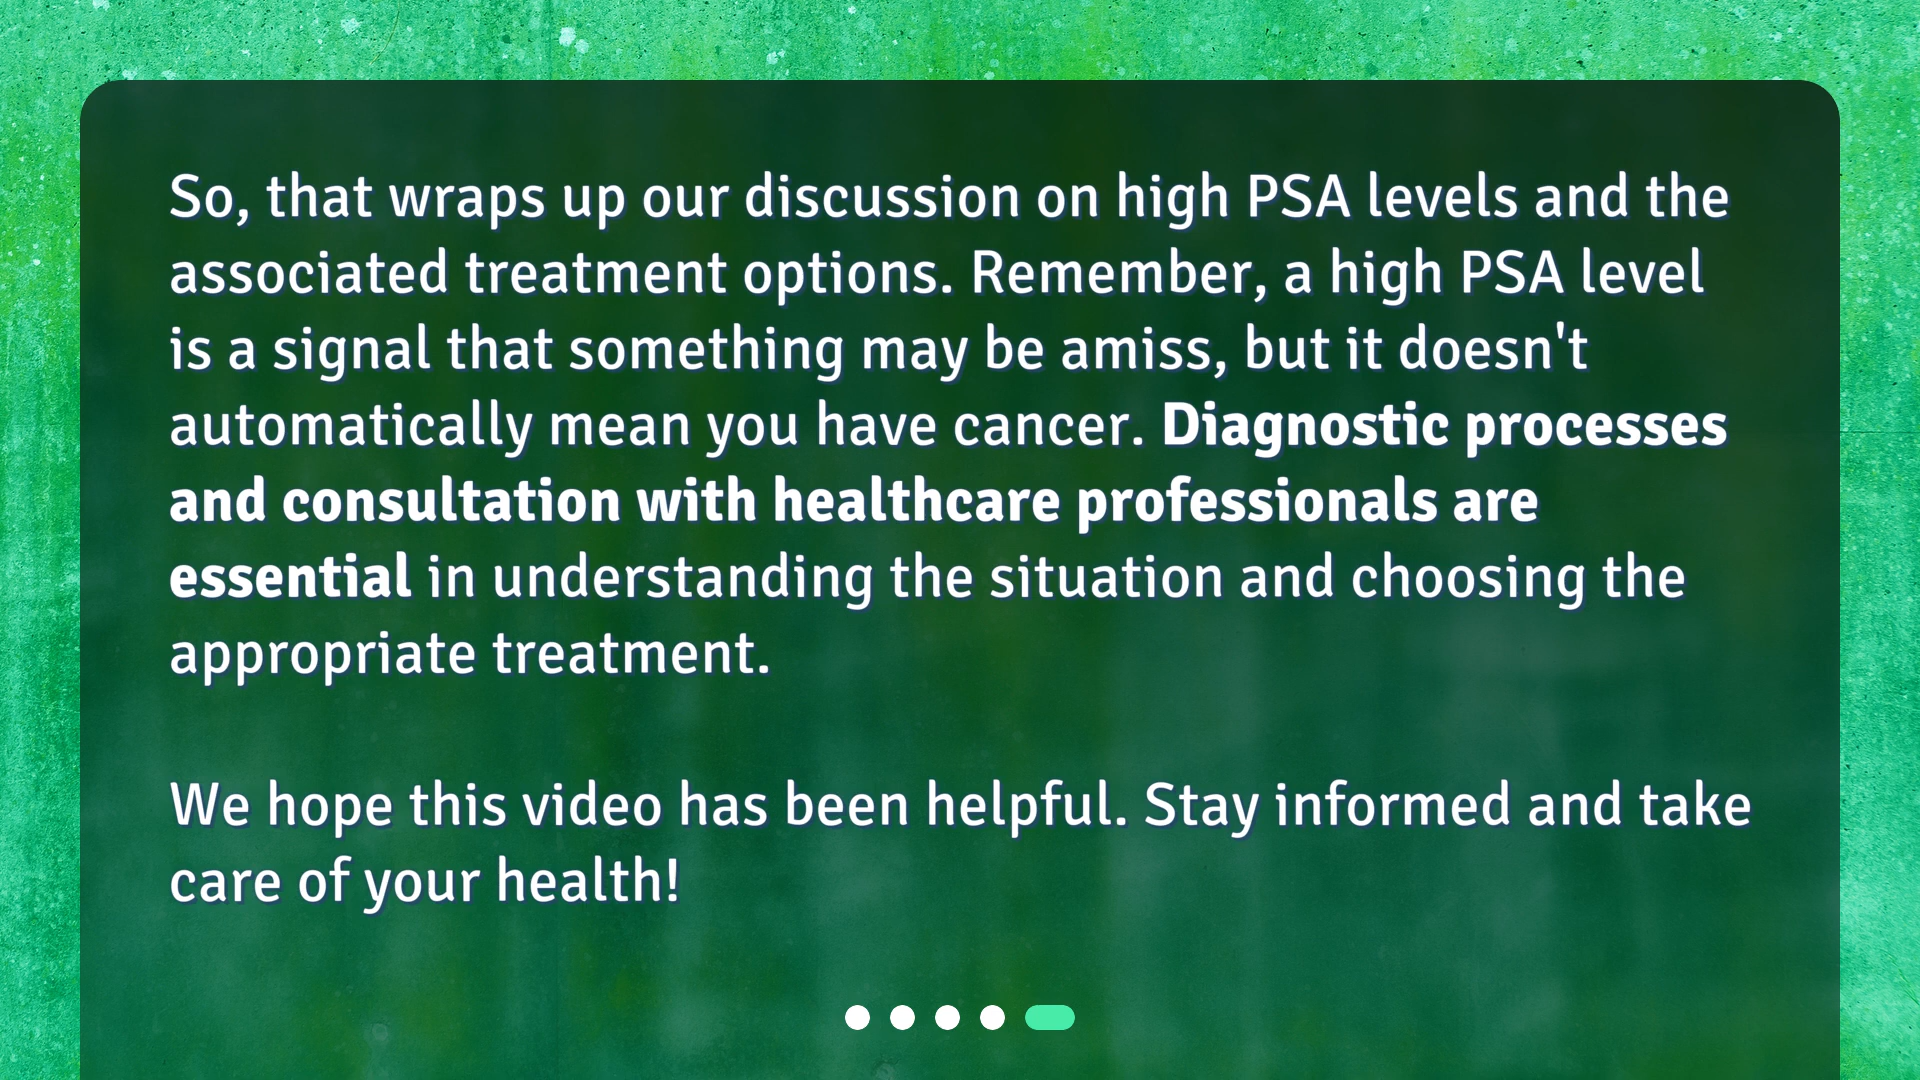 So, that wraps up our discussion on high PSA levels and the
associated treatment options. Remember, a high PSA level
is a signal that something may be amiss, but it doesn't
automatically mean you have cancer. Diagnostic processes
and consultation with healthcare professionals are
essential in understanding the situation and choosing the
appropriate treatment.
We hope this video has been helpful. Stay informed and take
care of your health!